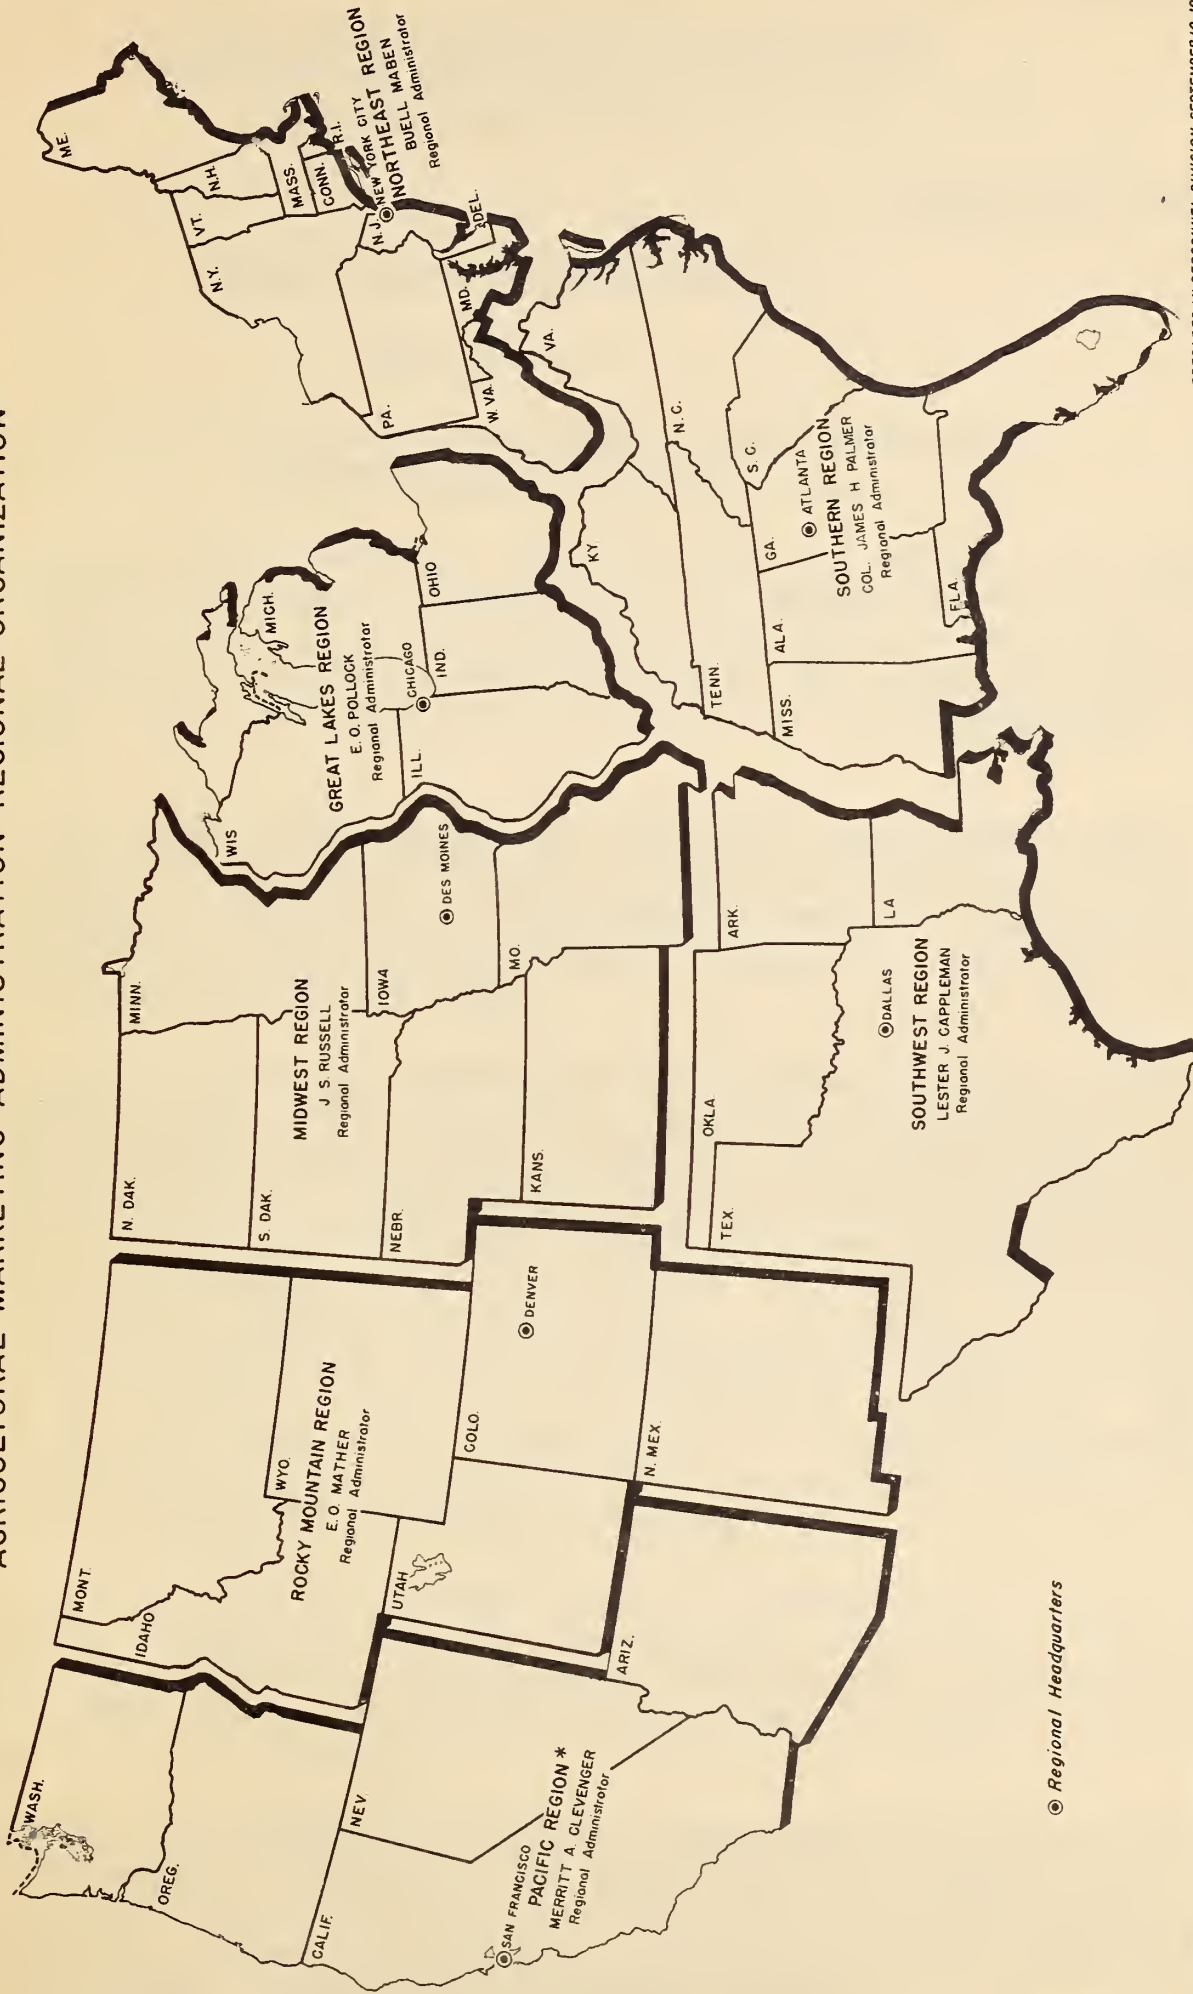 AGRICULTURAL MARKETING ADMINISTRATION REGIONAL ORGANIZATION
WASH.
OREG.
CALIF.
NEV.
SAN FRANCISCO
PACIFIC REGION *
MERRITT A. CLEVENGER
Regional Administrator
ARIZ.
MONT.
IDAHO
WYO.
ROCKY MOUNTAIN REGION
E. O. MATHER
Regional Administrator
UTAH
COLO.
DENVER
N. MEX.
N. DAK.
MINN.
S. DAK.
MIDWEST REGION
J S. RUSSELL
Regional Administrator
NEBR.
IOWA
DES MOINES
KANS.
MO.
WIS
MICH.
GREAT LAKES REGION
E. O. POLLOCK
Regional Administrator
CHICAGO
ILL.
IND.
OHIO
ME.
VT.
N.H.
N.Y.
MASS.
CONN.
R.I.
N.J.
NEW YORK CITY
NORTHEAST REGION
BUELL MABEN
Regional Administrator
PA.
DEL.
MD.
W. VA.
VA.
KY.
N. C.
TENN.
S. C.
GA.
ATLANTA
SOUTHERN REGION
COL. JAMES H PALMER
Regional Administrator
ALA.
MISS.
FLA.
OKLA
TEX.
ARK.
LA
DALLAS
SOUTHWEST REGION
LESTER J. CAPPLEMAN
Regional Administrator
Regional Headquarters